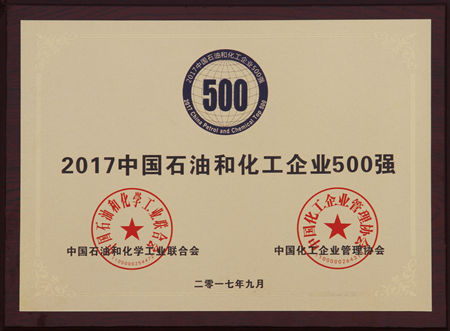 2017中国石油和化工企业500强
500
2017 China Petrol and Chemical Top 500
2017中国石油和化工企业500强
中国石油和化学工业联合会
中国化工企业管理协会
中国石油和化学工业联合会
中国化工企业管理协会
二零一七年九月